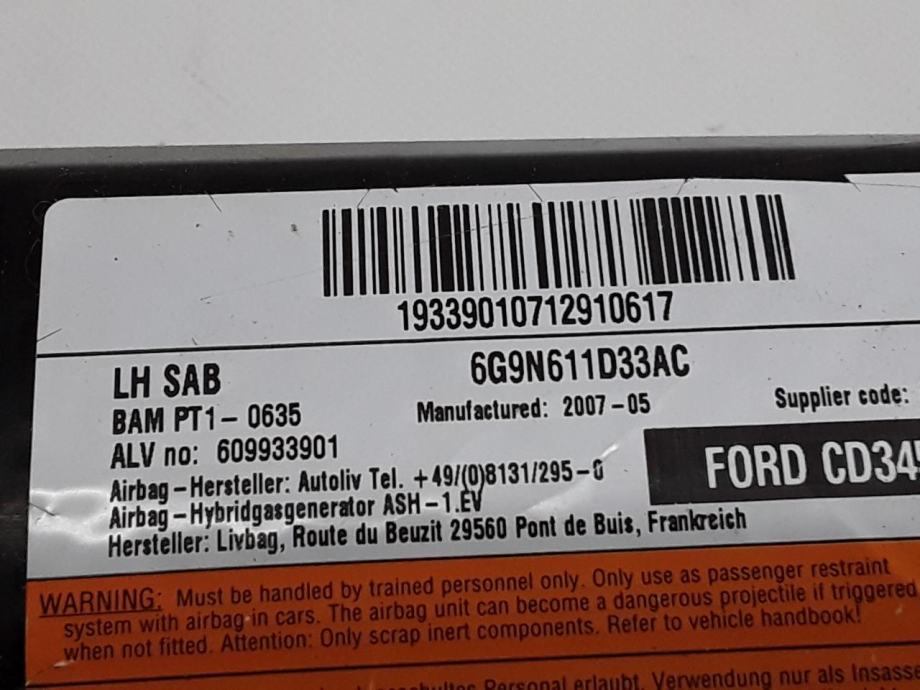 19339010712910617
LH SAB
6G9N611D33AC
BAM PT1-0635
Manufactured: 2007-05
Supplier code:
ALV no: 609933901
FORD CD34
Airbag-Hersteller: Autoliv Tel. +49/(0)8131/295-0
Airbag-Hybridgasgenerator ASH-1.EV
Hersteller: Livbag, Route du Beuzit 29560 Pont de Buis, Frankreich
WARNING: Must be handled by trained personnel only. Only use as passenger restraint
system with airbag in cars. The airbag unit can become a dangerous projectile if triggered
when not fitted. Attention: Only scrap inert components. Refer to vehicle handbook!
Personal erlaubt. Verwendung nur als Insasse